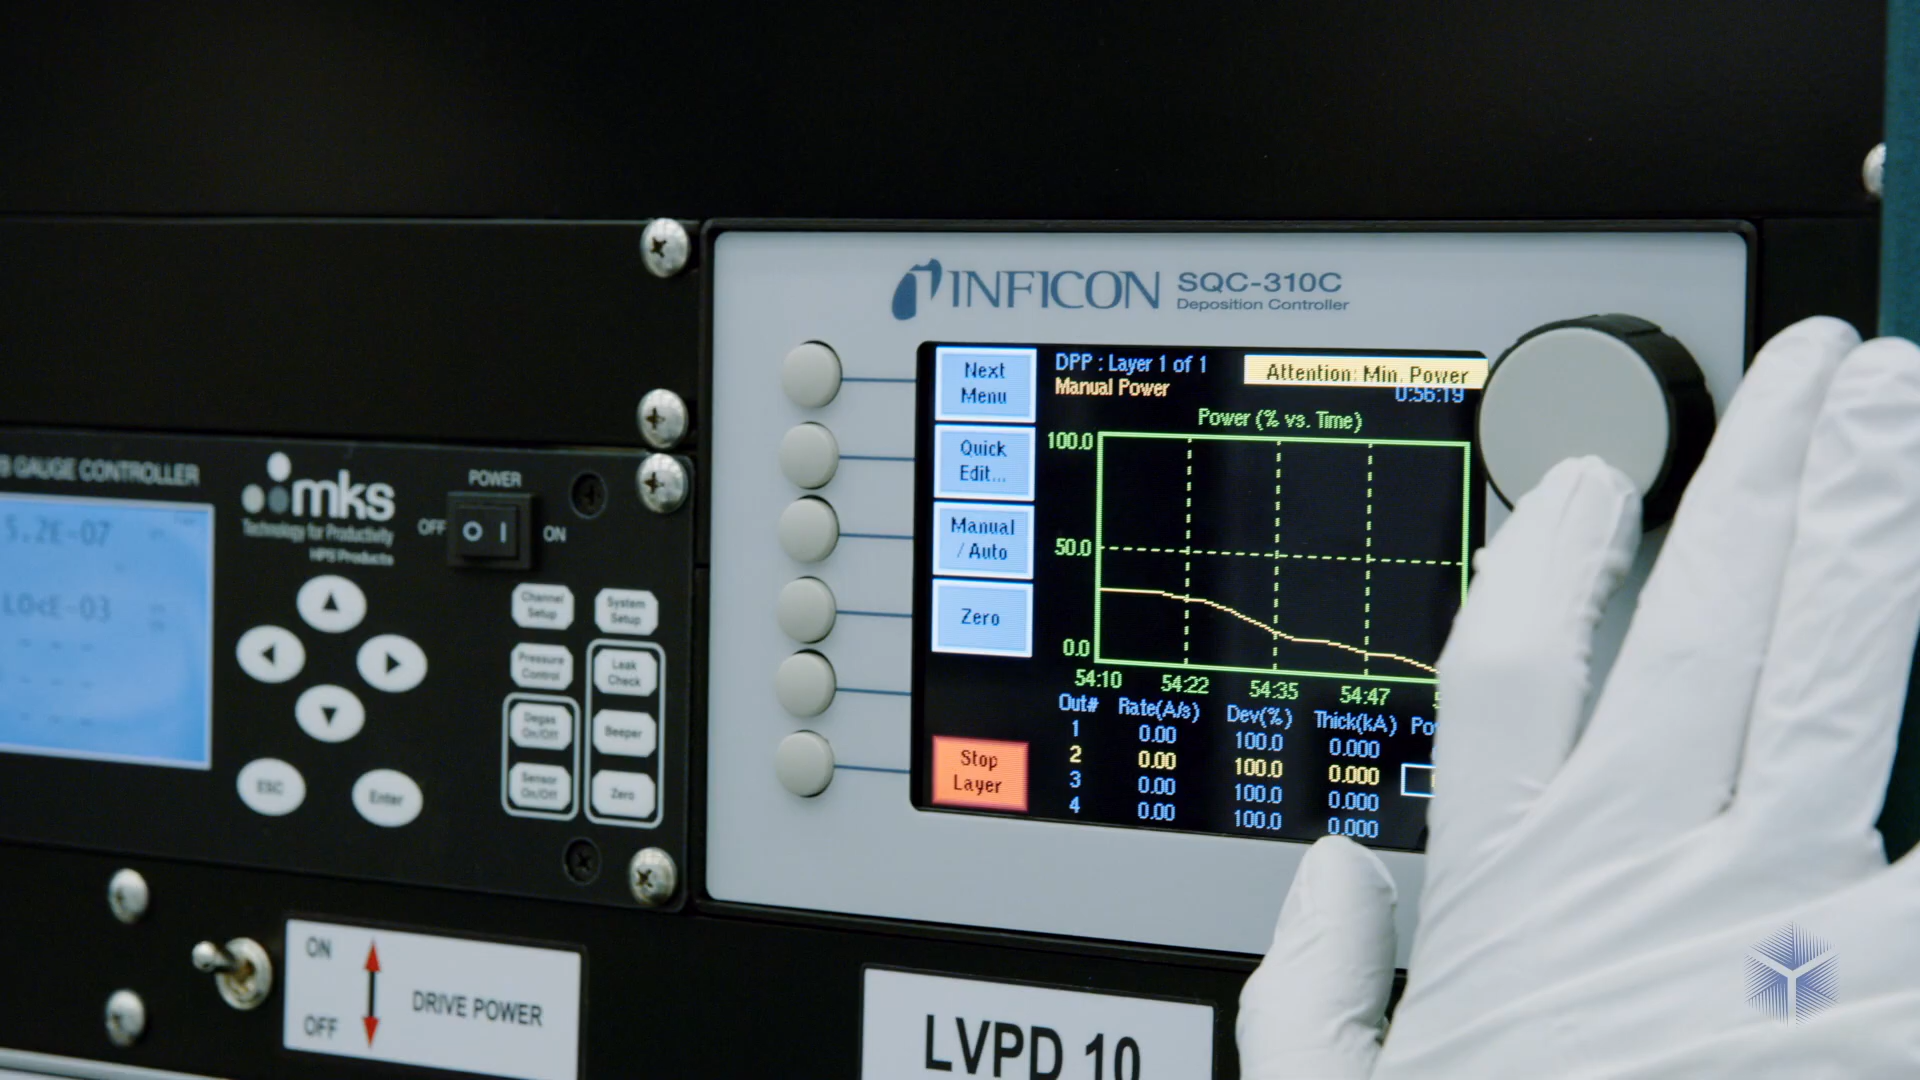 INFICON SQC-310C
Deposition Controller
Next
Menu
Quick
Edit...
Manual
/ Auto
Zero
Stop
Layer
DPP : Layer 1 of 1
Manual Power
Attention: Min. Power
0:56:19
Power (% vs. Time)
100.0
50.0
0.0
54:10 54:22 54:35 54:47
Out# Rate(A/s) Dev(%) Thick(kA)
1 0.00 100.0 0.000
2 0.00 100.0 0.000
3 0.00 100.0 0.000
4 0.00 100.0 0.000
GAUGE CONTROLLER
mks
Technology for Productivity
HPS Products
POWER
OFF O I ON
5.2E-07
E-03
Channel
Setup
System
Setup
Pressure
Control
Leak
Check
Degas
On/Off
Beeper
Sensor
On/Off
Zero
ESC
Enter
ON
OFF
DRIVE POWER
LVPD 10